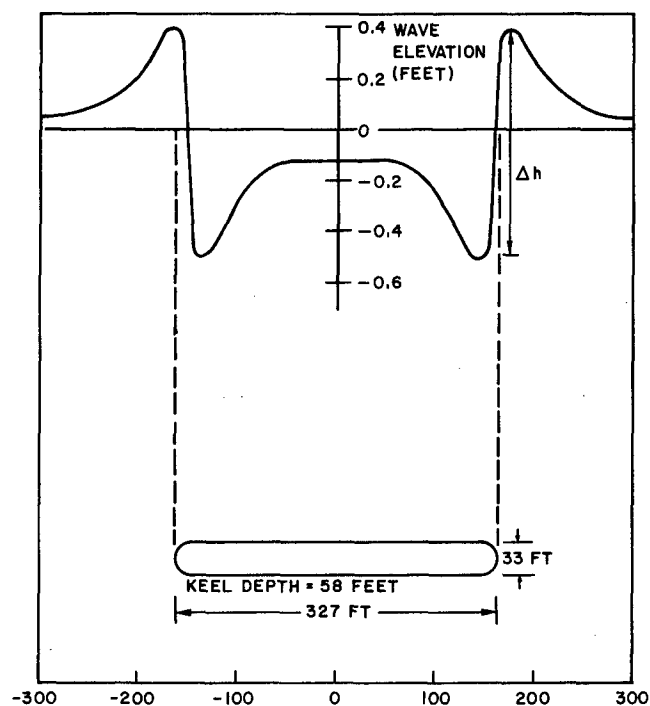 0.4 WAVE
ELEVATION
0.2 (FEET)
0
Δh
-0.2
-0.4
-0.6
33 FT
KEEL DEPTH = 58 FEET
327 FT
-300 -200 -100 0 100 200 300